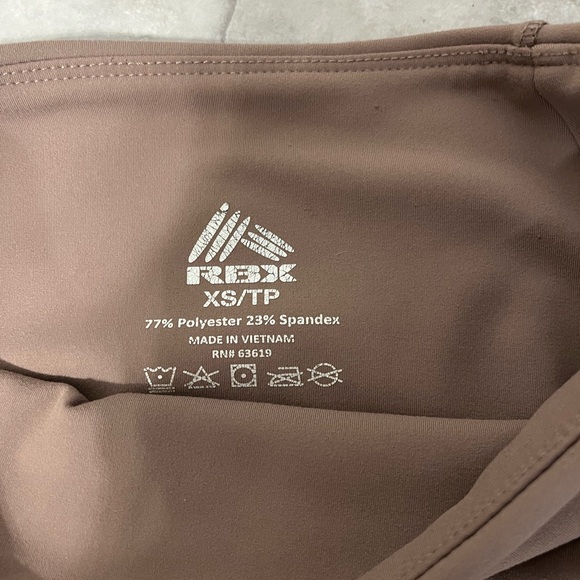 RBX
XS/TP
77% Polyester 23% Spandex
MADE IN VIETNAM
RN# 63619